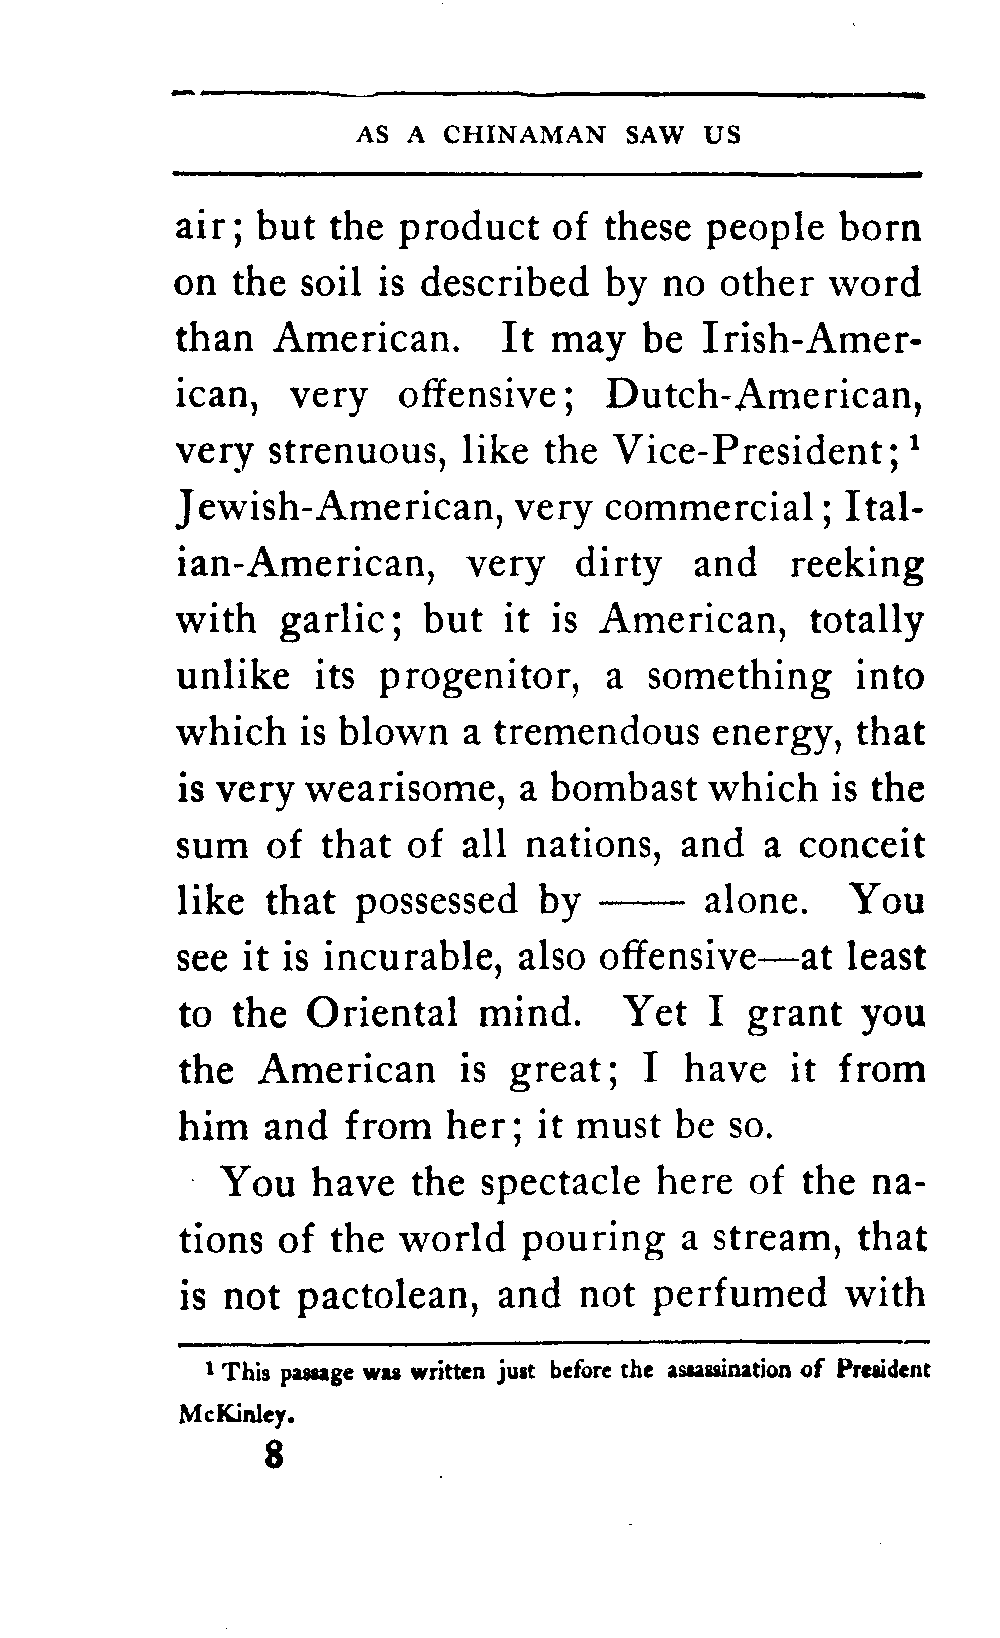 AS A CHINAMAN SAW US
air; but the product of these people born
on the soil is described by no other word
than American. It may be Irish-Amer-
ican, very offensive; Dutch-American,
very strenuous, like the Vice-President; ¹
Jewish-American, very commercial; Ital-
ian-American, very dirty and reeking
with garlic; but it is American, totally
unlike its progenitor, a something into
which is blown a tremendous energy, that
is very wearisome, a bombast which is the
sum of that of all nations, and a conceit
like that possessed by —— alone. You
see it is incurable, also offensive—at least
to the Oriental mind. Yet I grant you
the American is great; I have it from
him and from her; it must be so.
You have the spectacle here of the na-
tions of the world pouring a stream, that
is not pactolean, and not perfumed with
¹ This passage was written just before the assassination of President
McKinley.
8